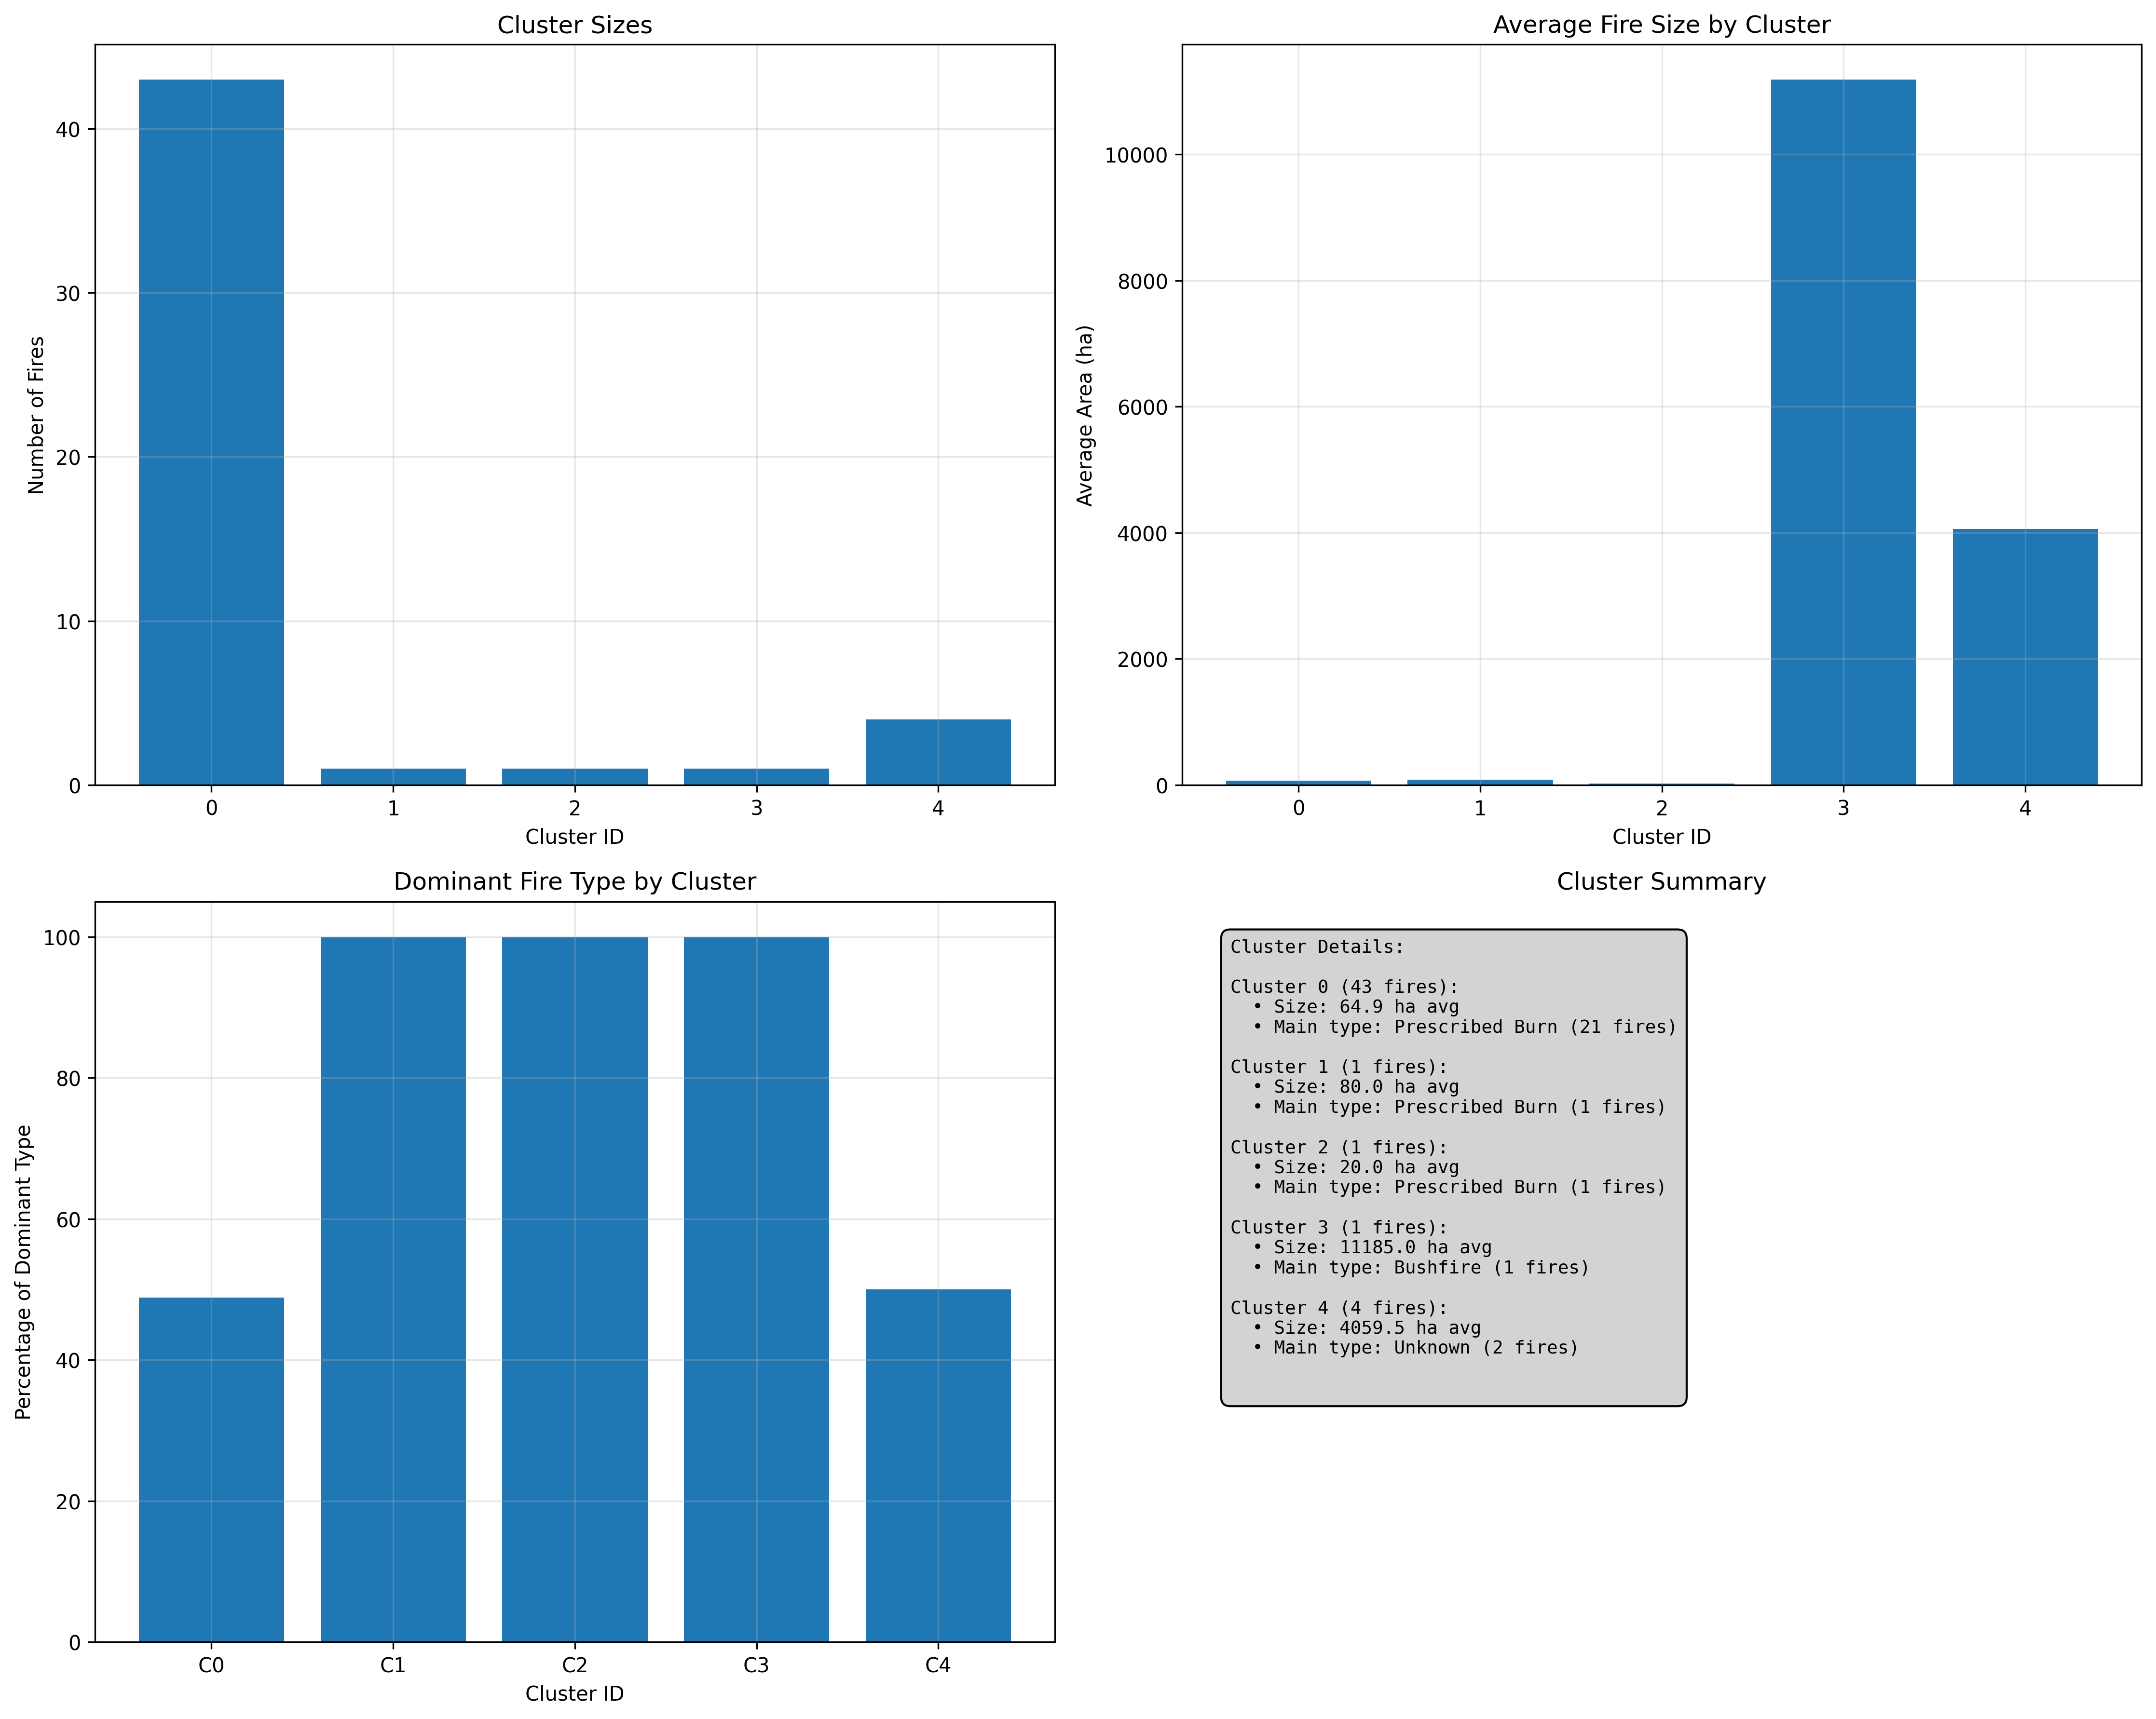 Cluster Sizes
Number of Fires
40
30
20
10
0
0 1 2 3 4
Cluster ID
Average Fire Size by Cluster
Average Area (ha)
10000
8000
6000
4000
2000
0
0 1 2 3 4
Cluster ID
Dominant Fire Type by Cluster
Percentage of Dominant Type
100
80
60
40
20
0
C0 C1 C2 C3 C4
Cluster ID
Cluster Summary
Cluster Details:
Cluster 0 (43 fires):
• Size: 64.9 ha avg
• Main type: Prescribed Burn (21 fires)
Cluster 1 (1 fires):
• Size: 80.0 ha avg
• Main type: Prescribed Burn (1 fires)
Cluster 2 (1 fires):
• Size: 20.0 ha avg
• Main type: Prescribed Burn (1 fires)
Cluster 3 (1 fires):
• Size: 11185.0 ha avg
• Main type: Bushfire (1 fires)
Cluster 4 (4 fires):
• Size: 4059.5 ha avg
• Main type: Unknown (2 fires)